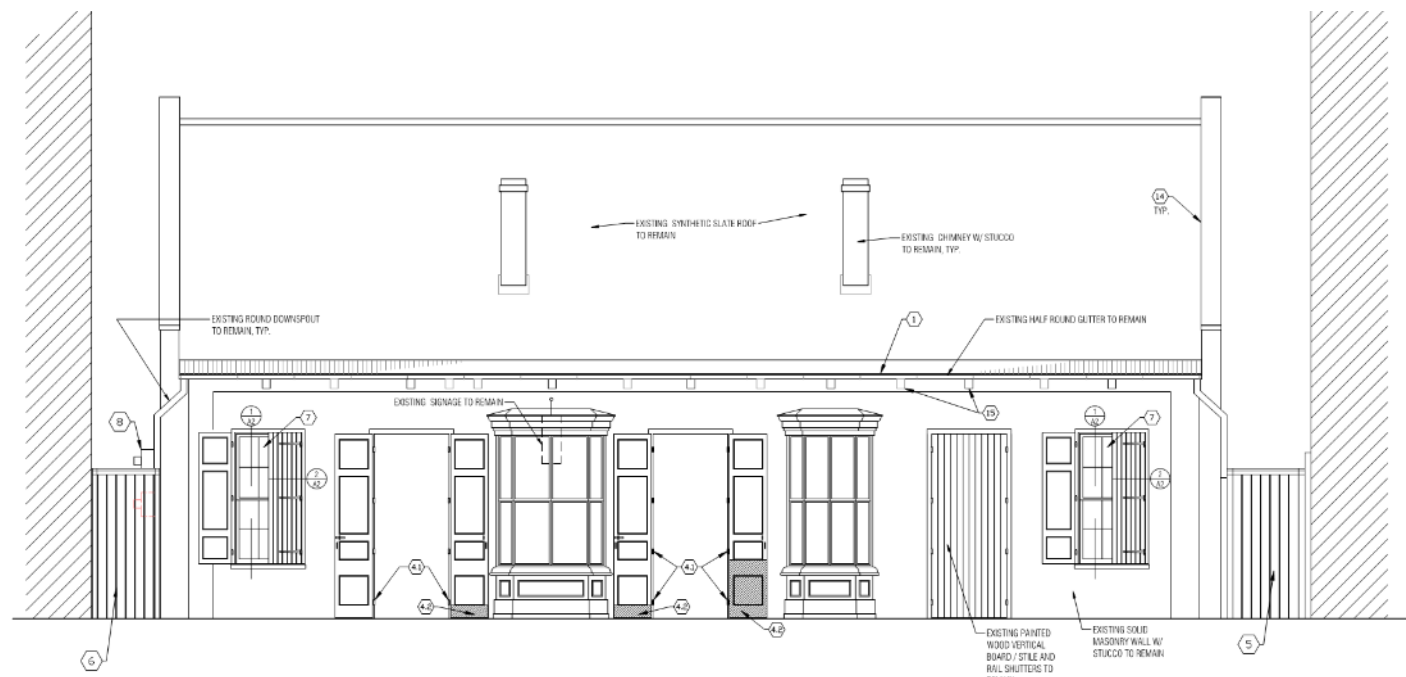 14
TYP.
EXISTING SYNTHETIC SLATE ROOF
TO REMAIN
EXISTING CHIMNEY W/ STUCCO
TO REMAIN, TYP.
EXISTING ROUND DOWNSPOUT
TO REMAIN, TYP.
1
EXISTING HALF ROUND GUTTER TO REMAIN
EXISTING SIGNAGE TO REMAIN
15
8
1
A2
7
2
A2
1
A2
7
2
A2
4.1
4.2
4.1
4.2
4.2
6
5
EXISTING PAINTED
WOOD VERTICAL
BOARD / STILE AND
RAIL SHUTTERS TO
EXISTING SOLID
MASONRY WALL W/
STUCCO TO REMAIN